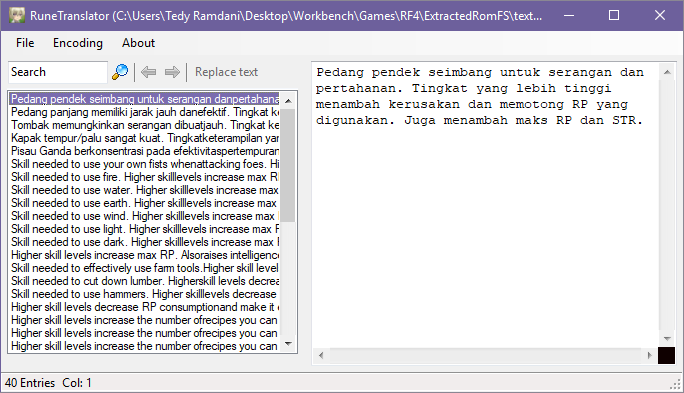 RuneTranslator (C:\Users\Tedy Ramdani\Desktop\Workbench\Games\RF4\ExtractedRomFS\text...
File Encoding About
Search Replace text
Pedang pendek seimbang untuk serangan danpertahana
Pedang panjang memiliki jarak jauh danefektif. Tingkat ke
Tombak memungkinkan serangan dibuatjauh. Tingkat ke
Kapak tempur/palu sangat kuat. Tingkatketerampilan yar
Pisau Ganda berkonsentrasi pada efektivitaspertempuran
Skill needed to use your own fists whenattacking foes. Hi
Skill needed to use fire. Higher skilllevels increase max R
Skill needed to use water. Higher skilllevels increase max
Skill needed to use earth. Higher skilllevels increase max
Skill needed to use wind. Higher skilllevels increase max
Skill needed to use light. Higher skilllevels increase max F
Skill needed to use dark. Higher skilllevels increase max
Higher skill levels increase max RP. Alsoraises intelligence
Skill needed to effectively use farm tools.Higher skill level
Skill needed to cut down lumber. Higherskill levels decrea
Skill needed to use hammers. Higher skilllevels decrease
Higher skill levels decrease RP consumptionand make it e
Higher skill levels increase the number ofrecipes you can
Higher skill levels increase the number ofrecipes you can
Higher skill levels increase the number ofrecipes you can
Pedang pendek seimbang untuk serangan dan
pertahanan. Tingkat yang lebih tinggi
menambah kerusakan dan memotong RP yang
digunakan. Juga menambah maks RP dan STR.
40 Entries Col: 1